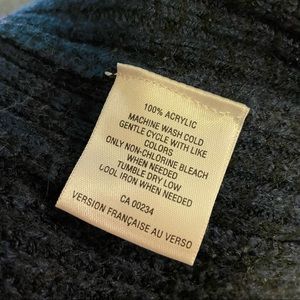 100% ACRYLIC
MACHINE WASH COLD
GENTLE CYCLE WITH LIKE
COLORS
ONLY NON-CHLORINE BLEACH
WHEN NEEDED
TUMBLE DRY LOW
COOL IRON WHEN NEEDED
CA 00234
VERSION FRANÇAISE AU VERSO